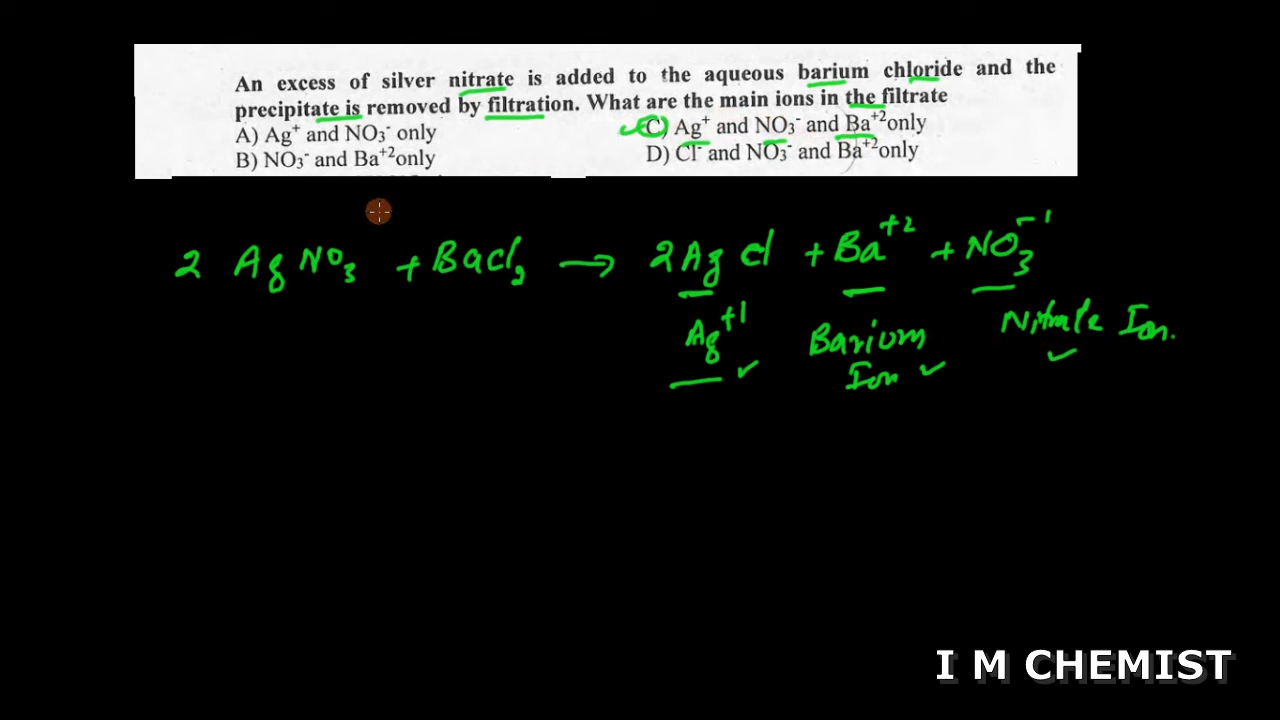 An excess of silver nitrate is added to the aqueous barium chloride and the
precipitate is removed by filtration. What are the main ions in the filtrate
A) Ag⁺ and NO₃⁻ only
C) Ag⁺ and NO₃⁻ and Ba⁺²only
B) NO₃⁻ and Ba⁺²only
D) Cl⁻ and NO₃⁻ and Ba⁺²only
2 AgNO₃ + BaCl₂ → 2AgCl + Ba⁺² + NO₃⁻¹
Ag⁺¹ Barium Ion Nitrate Ion.
I M CHEMIST